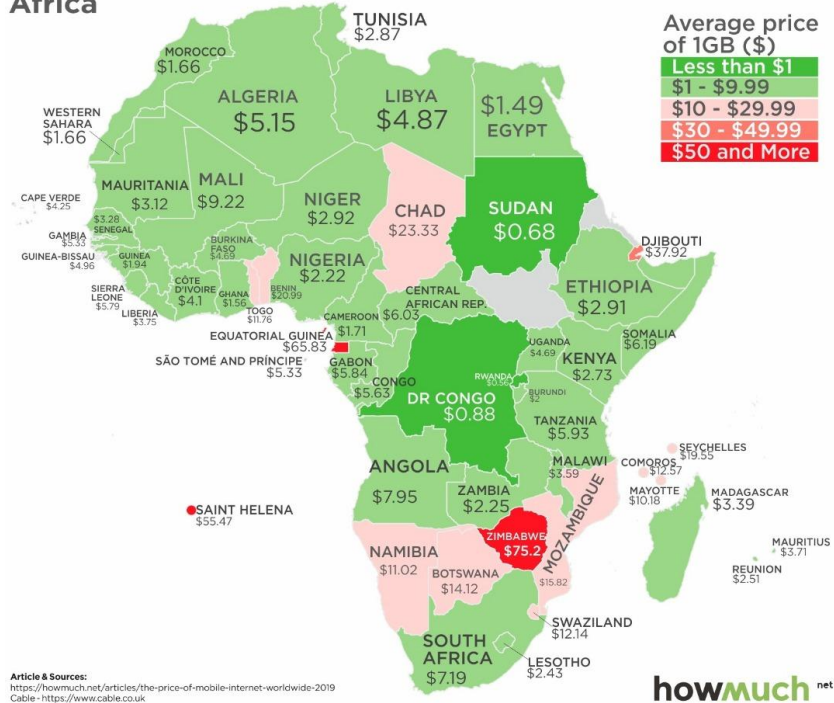 Africa
TUNISIA
$2.87
MOROCCO
$1.66
ALGERIA
$5.15
LIBYA
$4.87
$1.49
EGYPT
Average price
of 1GB ($)
Less than $1
$1 - $9.99
$10 - $29.99
$30 - $49.99
$50 and More
WESTERN
SAHARA
$1.66
MAURITANIA
$3.12
MALI
$9.22
NIGER
$2.92
CHAD
$23.33
SUDAN
$0.68
DJIBOUTI
$37.92
CAPE VERDE
$4.25
$3.28
SENEGAL
GAMBIA
$5.33
GUINEA-BISSAU
$4.96
GUINEA
$1.94
BURKINA
FASO
$4.69
NIGERIA
$2.22
ETHIOPIA
$2.91
SIERRA
LEONE
$5.79
LIBERIA
$3.75
CÔTE
D'IVOIRE
$4.1
GHANA
$1.56
TOGO
$11.76
BENIN
$20.99
CAMEROON
$1.71
CENTRAL
AFRICAN REP.
$6.03
EQUATORIAL GUINEA
$65.83
SÃO TOMÉ AND PRÍNCIPE
$5.33
GABON
$5.84
CONGO
$5.63
DR CONGO
$0.88
RWANDA
$0.56
UGANDA
$4.69
KENYA
$2.73
SOMALIA
$6.19
BURUNDI
$2
TANZANIA
$5.93
SEYCHELLES
$19.55
COMOROS
$12.57
MAYOTTE
$10.18
MALAWI
$3.59
ANGOLA
$7.95
ZAMBIA
$2.25
MOZAMBIQUE
$15.82
MADAGASCAR
$3.39
MAURITIUS
$3.71
REUNION
$2.51
SAINT HELENA
$55.47
ZIMBABWE
$75.2
NAMIBIA
$11.02
BOTSWANA
$14.12
SWAZILAND
$12.14
SOUTH
AFRICA
$7.19
LESOTHO
$2.43
Article & Sources:
https://howmuch.net/articles/the-price-of-mobile-internet-worldwide-2019
Cable - https://www.cable.co.uk
howmuch net